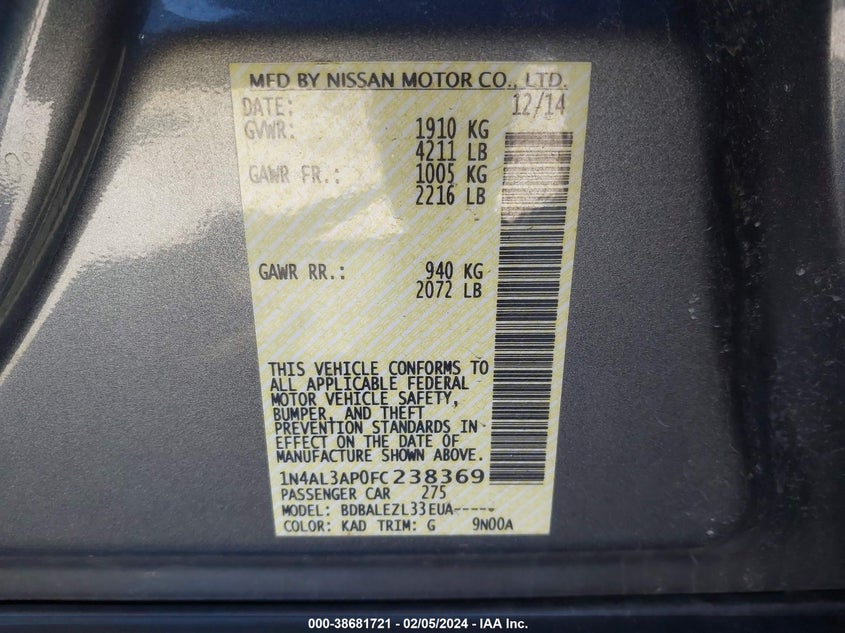 MFD BY NISSAN MOTOR CO., LTD.
DATE: 12/14
GVWR: 1910 KG
4211 LB
GAWR FR.: 1005 KG
2216 LB
GAWR RR.: 940 KG
2072 LB
THIS VEHICLE CONFORMS TO
ALL APPLICABLE FEDERAL
MOTOR VEHICLE SAFETY,
BUMPER, AND THEFT
PREVENTION STANDARDS IN
EFFECT ON THE DATE OF
MANUFACTURE SHOWN ABOVE.
1N4AL3AP0FC238369
PASSENGER CAR 275
MODEL: BDBALEZL33EUA-----
COLOR: KAD TRIM: G 9N00A
000-38681721 - 02/05/2024 - IAA Inc.